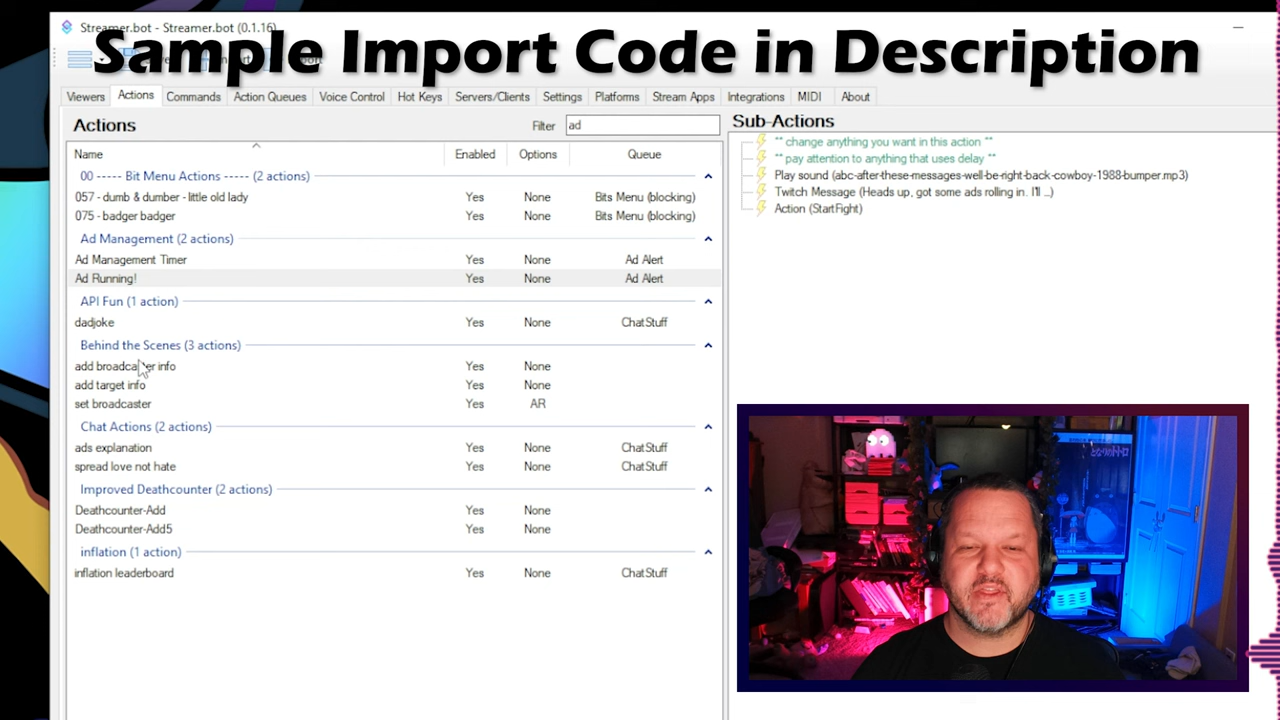 Streamer.bot - Streamer.bot (0.1.16)
Sample Import Code in Description
Viewers Actions Commands Action Queues Voice Control Hot Keys Servers/Clients Settings Platforms Stream Apps Integrations MIDI About
Actions Filter ad
Name Enabled Options Queue
00 ----- Bit Menu Actions ----- (2 actions)
057 - dumb & dumber - little old lady Yes None Bits Menu (blocking)
075 - badger badger Yes None Bits Menu (blocking)
Ad Management (2 actions)
Ad Management Timer Yes None Ad Alert
Ad Running! Yes None Ad Alert
API Fun (1 action)
dadjoke Yes None ChatStuff
Behind the Scenes (3 actions)
add broadcaster info Yes None
add target info Yes None
set broadcaster Yes AR
Chat Actions (2 actions)
ads explanation Yes None ChatStuff
spread love not hate Yes None ChatStuff
Improved Deathcounter (2 actions)
Deathcounter-Add Yes None
Deathcounter-Add5 Yes None
inflation (1 action)
inflation leaderboard Yes None ChatStuff
Sub-Actions
** change anything you want in this action **
** pay attention to anything that uses delay **
Play sound (abc-after-these-messages-well-be-right-back-cowboy-1988-bumper.mp3)
Twitch Message (Heads up, got some ads rolling in. I'll ...)
Action (StartFight)